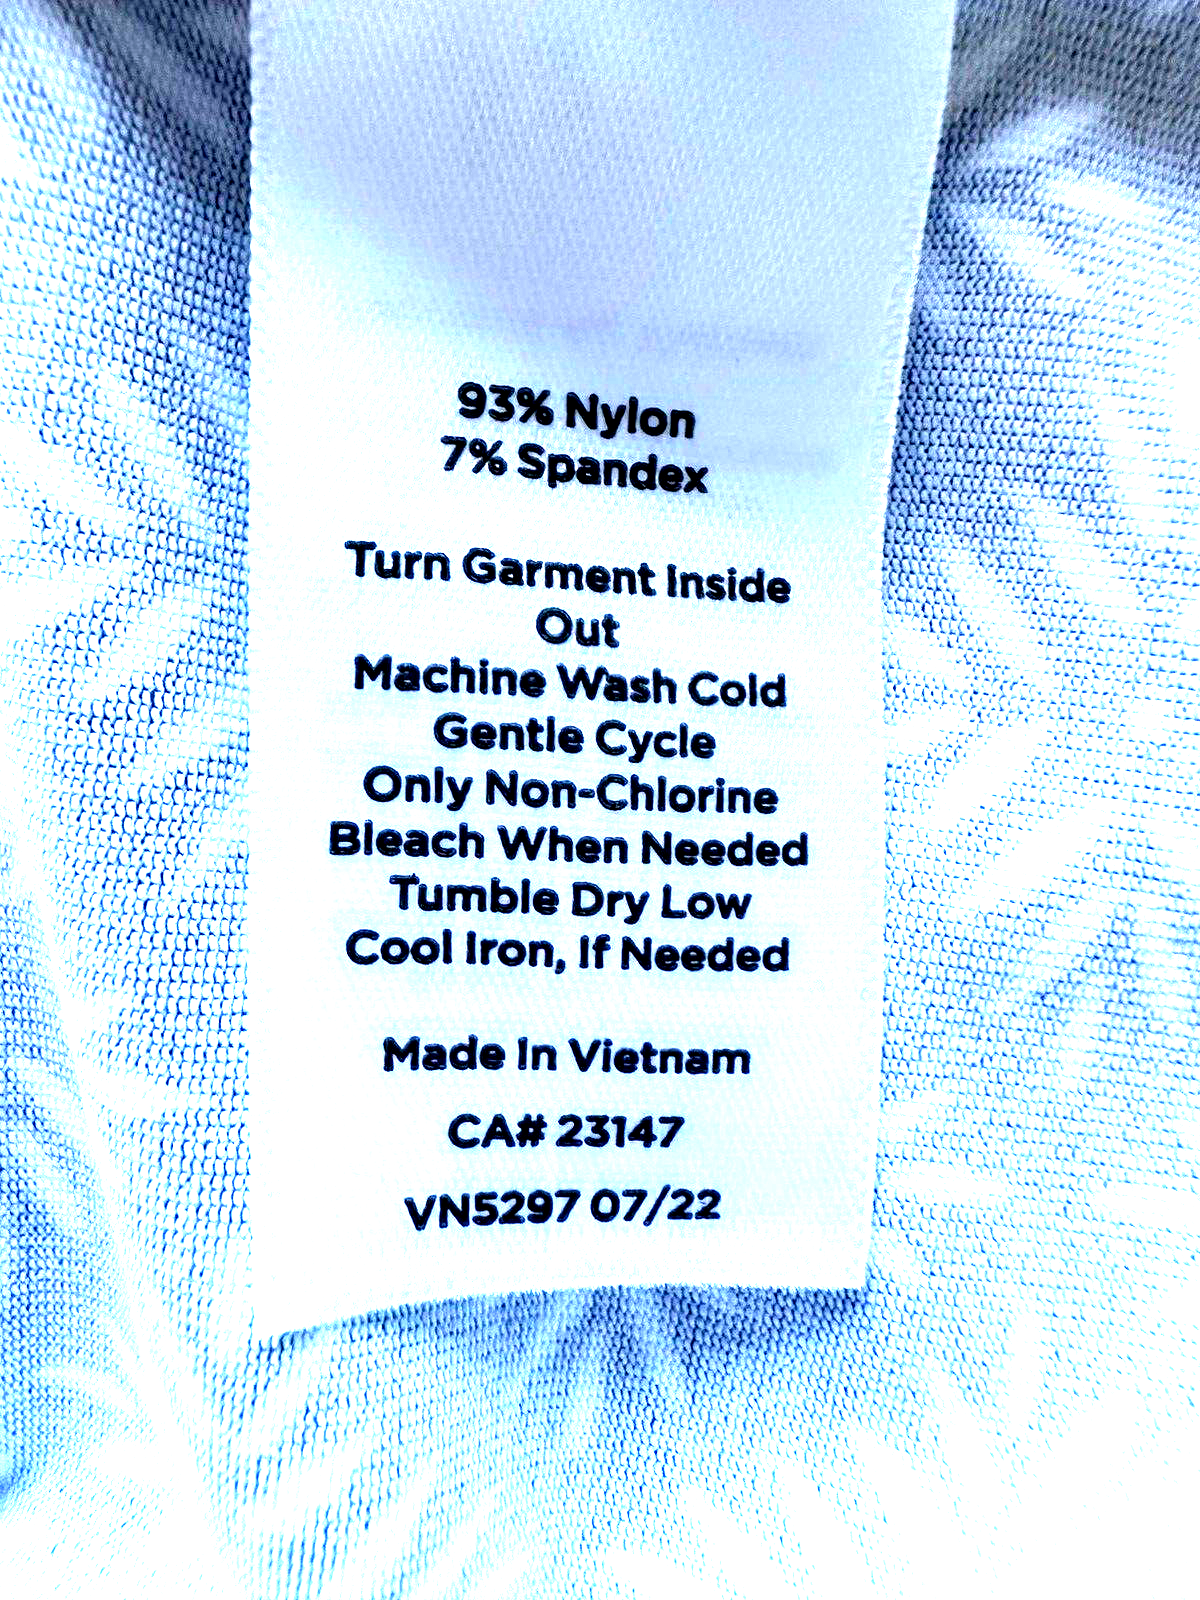 93% Nylon
7% Spandex
Turn Garment Inside
Out
Machine Wash Cold
Gentle Cycle
Only Non-Chlorine
Bleach When Needed
Tumble Dry Low
Cool Iron, If Needed
Made In Vietnam
CA# 23147
VN5297 07/22